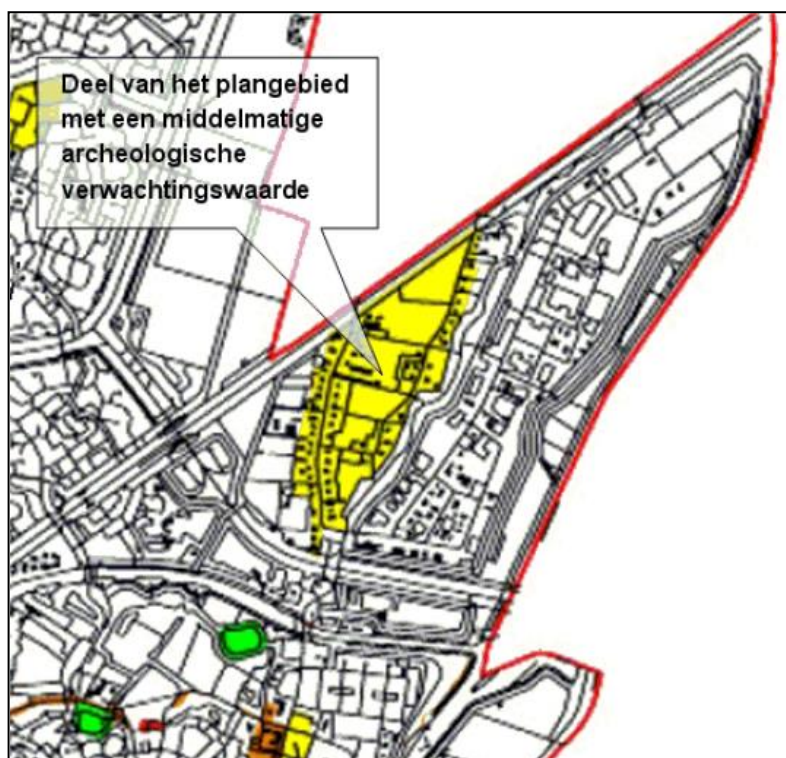 Deel van het plangebied
met een middelmatige
archeologische
verwachtingswaarde